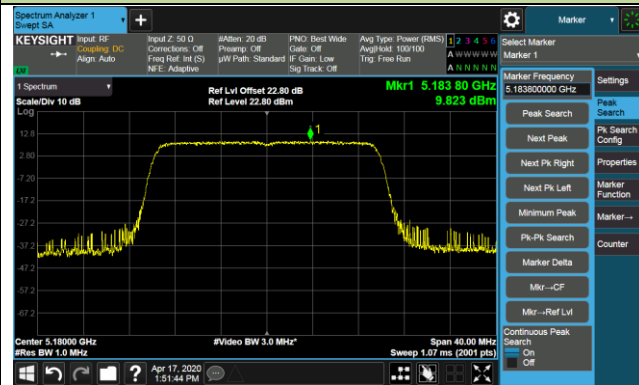 Spectrum Analyzer 1
Swept SA
+
Marker
KEYSIGHT
Input: RF
Coupling: DC
Align: Auto
Input Z: 50 Ω
Corrections: Off
Freq Ref: Int (S)
NFE: Adaptive
#Atten: 20 dB
Preamp: Off
µW Path: Standard
PNO: Best Wide
Gate: Off
IF Gain: Low
Sig Track: Off
Avg Type: Power (RMS)
Avg|Hold: 100/100
Trig: Free Run
1 2 3 4 5 6
A W W W W W
A N N N N N
Select Marker
Marker 1
1 Spectrum
Scale/Div 10 dB
Log
Ref Lvl Offset 22.80 dB
Ref Level 22.80 dBm
Mkr1 5.183 80 GHz
9.823 dBm
1
12.8
2.80
-7.20
-17.2
-27.2
-37.2
-47.2
-57.2
-67.2
Center 5.18000 GHz
#Res BW 1.0 MHz
#Video BW 3.0 MHz*
Span 40.00 MHz
Sweep 1.07 ms (2001 pts)
Marker Frequency
5.183800000 GHz
Peak Search
Next Peak
Next Pk Right
Next Pk Left
Minimum Peak
Pk-Pk Search
Marker Delta
Mkr→CF
Mkr→Ref Lvl
Continuous Peak
Search
On
Off
Settings
Peak
Search
Pk Search
Config
Properties
Marker
Function
Marker→
Counter
?
Apr 17, 2020
1:51:44 PM